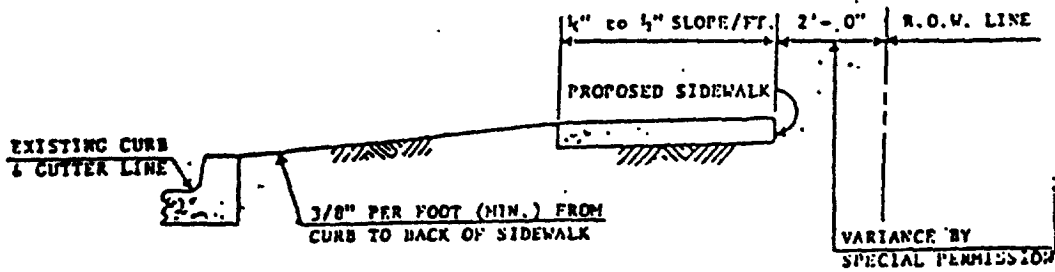 ¼" to ½" SLOPE/FT. 2'-0" R.O.W. LINE
PROPOSED SIDEWALK
EXISTING CURB
& GUTTER LINE
3/8" PER FOOT (MIN.) FROM
CURB TO BACK OF SIDEWALK
VARIANCE BY
SPECIAL PERMISSION